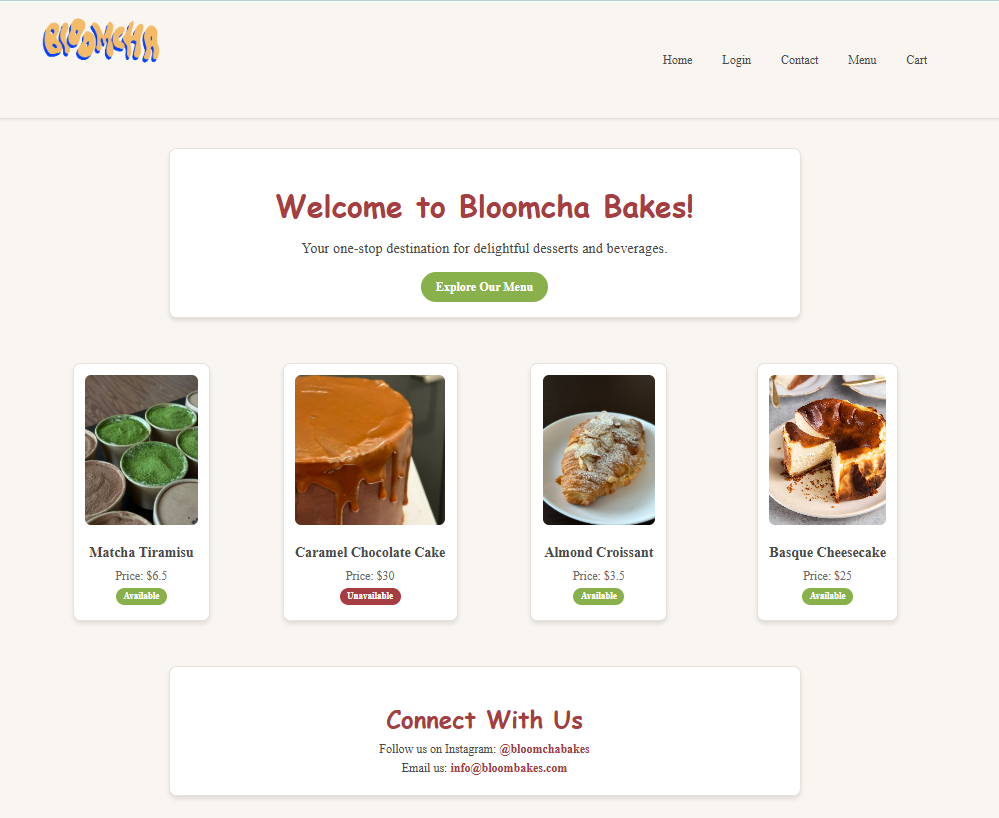 BLOOMCHA
Home Login Contact Menu Cart
Welcome to Bloomcha Bakes!
Your one-stop destination for delightful desserts and beverages.
Explore Our Menu
Matcha Tiramisu
Price: $6.5
Available
Caramel Chocolate Cake
Price: $30
Unavailable
Almond Croissant
Price: $3.5
Available
Basque Cheesecake
Price: $25
Available
Connect With Us
Follow us on Instagram: @bloomchabakes
Email us: info@bloombakes.com